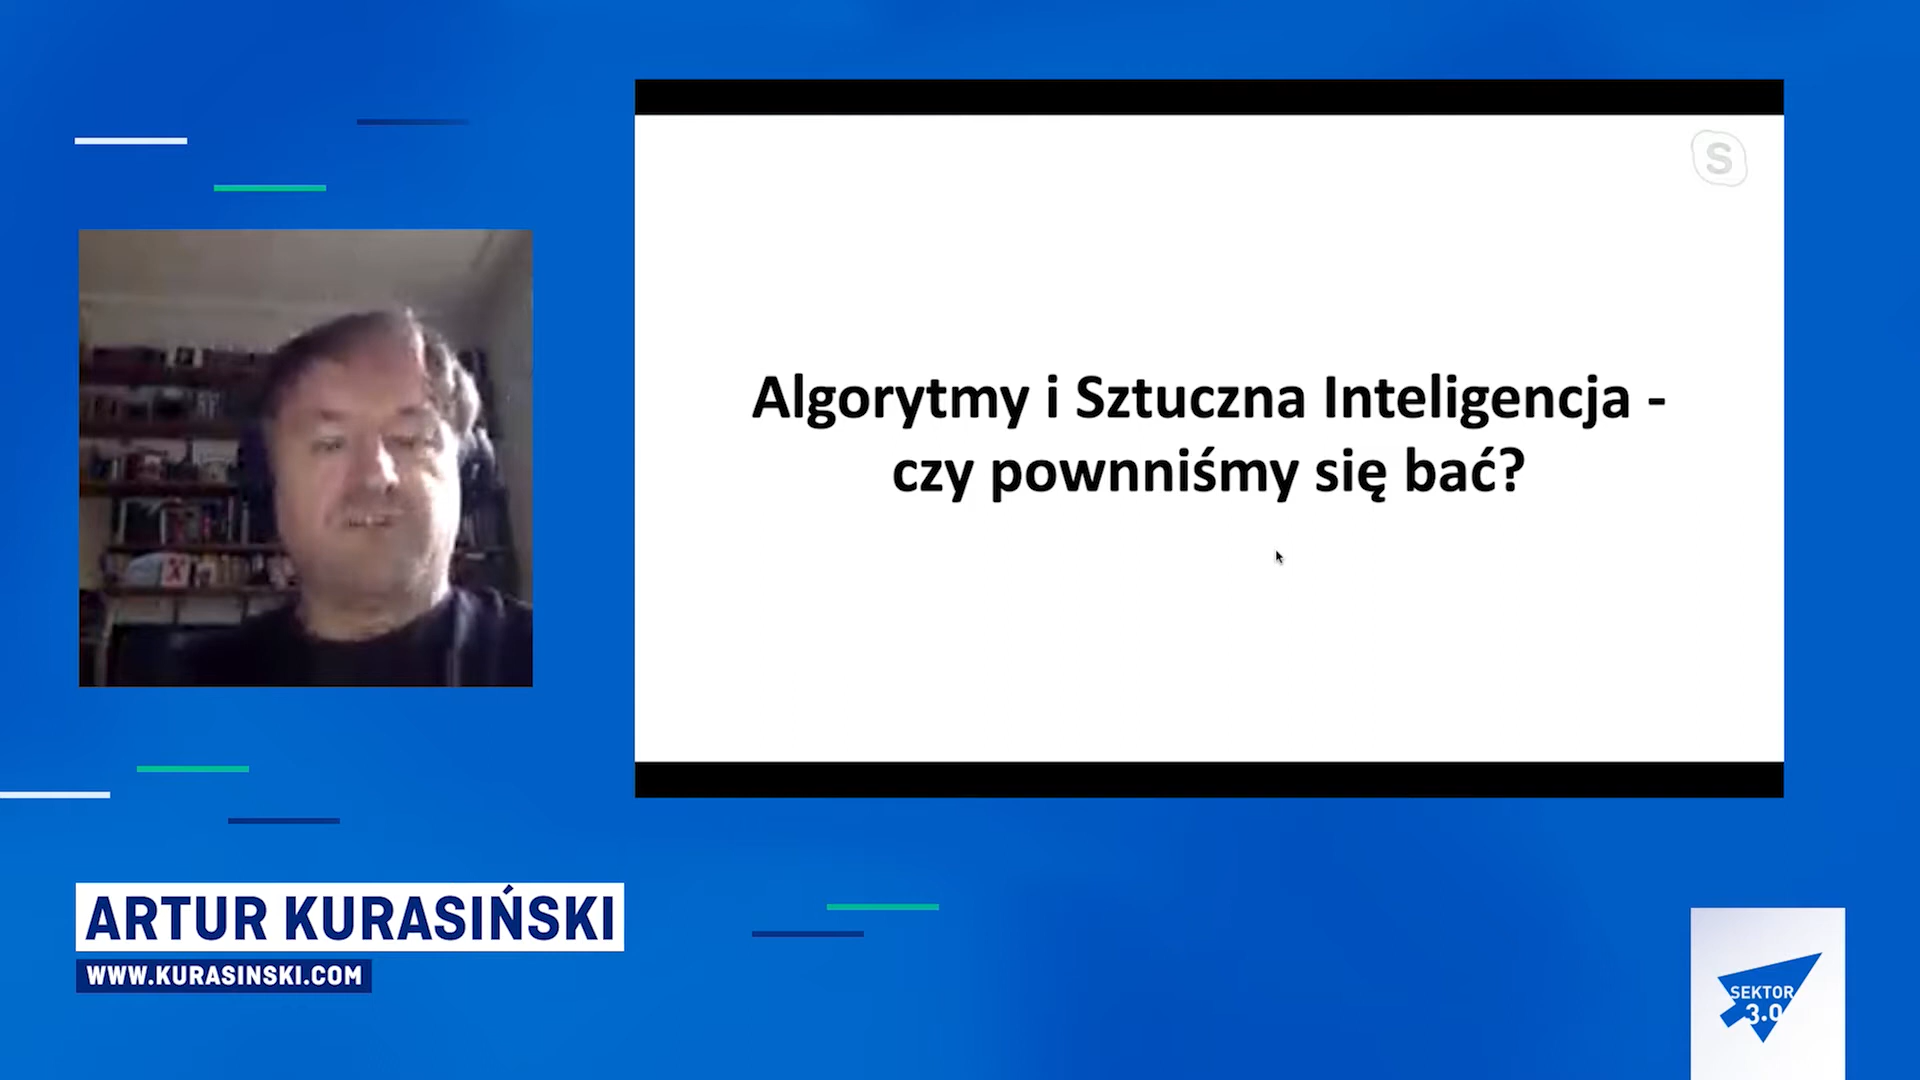 S
Algorytmy i Sztuczna Inteligencja -
czy pownniśmy się bać?
ARTUR KURASIŃSKI
WWW.KURASINSKI.COM
SEKTOR
3.0